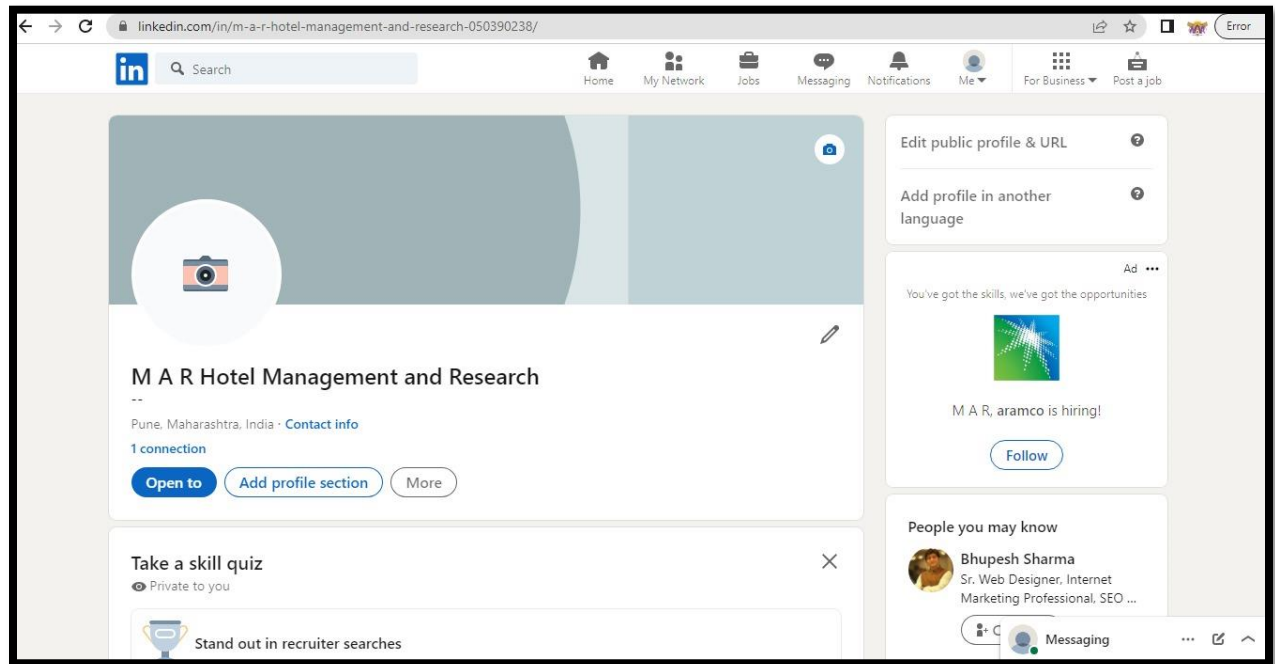 linkedin.com/in/m-a-r-hotel-management-and-research-050390238/
Error
in
Search
Home
My Network
Jobs
Messaging
Notifications
Me
For Business
Post a job
Edit public profile & URL
Add profile in another
language
Ad
You've got the skills, we've got the opportunities
M A R, aramco is hiring!
Follow
M A R Hotel Management and Research
--
Pune, Maharashtra, India · Contact info
1 connection
Open to
Add profile section
More
People you may know
Bhupesh Sharma
Sr. Web Designer, Internet
Marketing Professional, SEO ...
C
Take a skill quiz
Private to you
Stand out in recruiter searches
Messaging